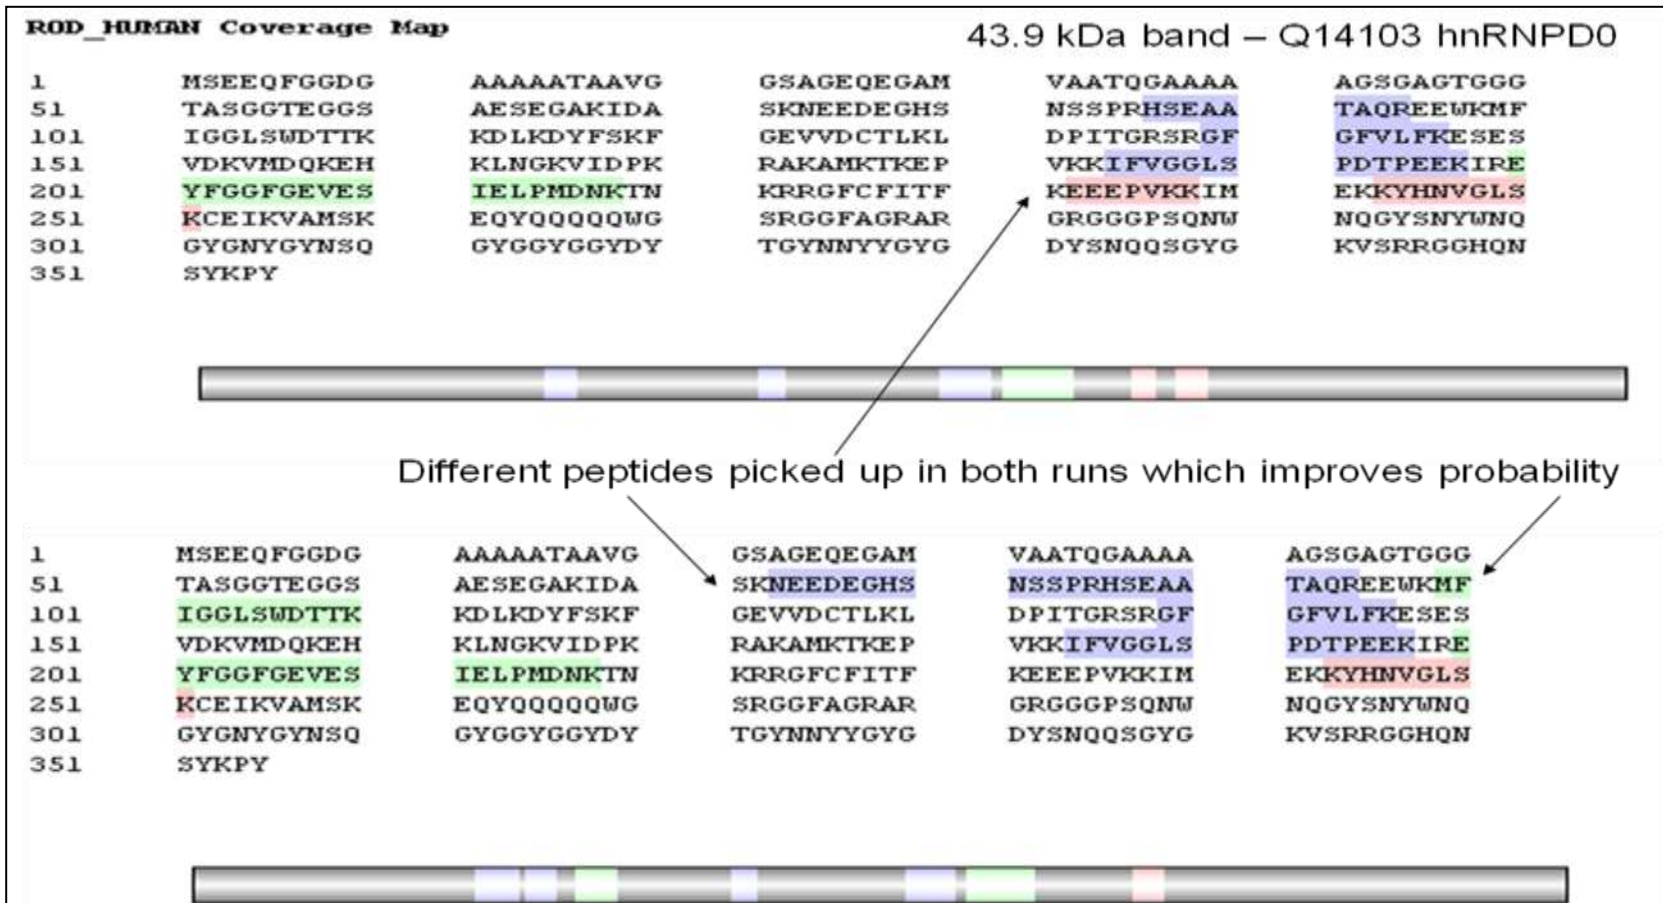 ROD_HUMAN Coverage Map
43.9 kDa band – Q14103 hnRNPD0
1 MSEEQFGGDG AAAAATAAVG GSAGEQEGAM VAATQGAAAA AGSGAGTGGG
51 TASGGTEGGS AESEGAKIDA SKNEEDEGHS NSSPRHSEAA TAQREEWKMF
101 IGGLSWDTTK KDLKDYFSKF GEVVDCTLKL DPITGRSRGF GFVLFKESES
151 VDKVMDQKEH KLNGKVIDPK RAKAMKTKEP VKKIFVGGLS PDTPEEKIRE
201 YFGGFGEVES IELPMDNKTN KRRGFCFITF KEEEPVKKIM EKKYHNVGLS
251 KCEIKVAMSK EQYQQQQQWG SRGGFAGRAR GRGGGPSQNW NQGYSNYWNQ
301 GYGNYGYNSQ GYGGYGGYDY TGYNNYYGYG DYSNQQSGYG KVSRRGGHQN
351 SYKPY
Different peptides picked up in both runs which improves probability
1 MSEEQFGGDG AAAAATAAVG GSAGEQEGAM VAATQGAAAA AGSGAGTGGG
51 TASGGTEGGS AESEGAKIDA SKNEEDEGHS NSSPRHSEAA TAQREEWKMF
101 IGGLSWDTTK KDLKDYFSKF GEVVDCTLKL DPITGRSRGF GFVLFKESES
151 VDKVMDQKEH KLNGKVIDPK RAKAMKTKEP VKKIFVGGLS PDTPEEKIRE
201 YFGGFGEVES IELPMDNKTN KRRGFCFITF KEEEPVKKIM EKKYHNVGLS
251 KCEIKVAMSK EQYQQQQQWG SRGGFAGRAR GRGGGPSQNW NQGYSNYWNQ
301 GYGNYGYNSQ GYGGYGGYDY TGYNNYYGYG DYSNQQSGYG KVSRRGGHQN
351 SYKPY